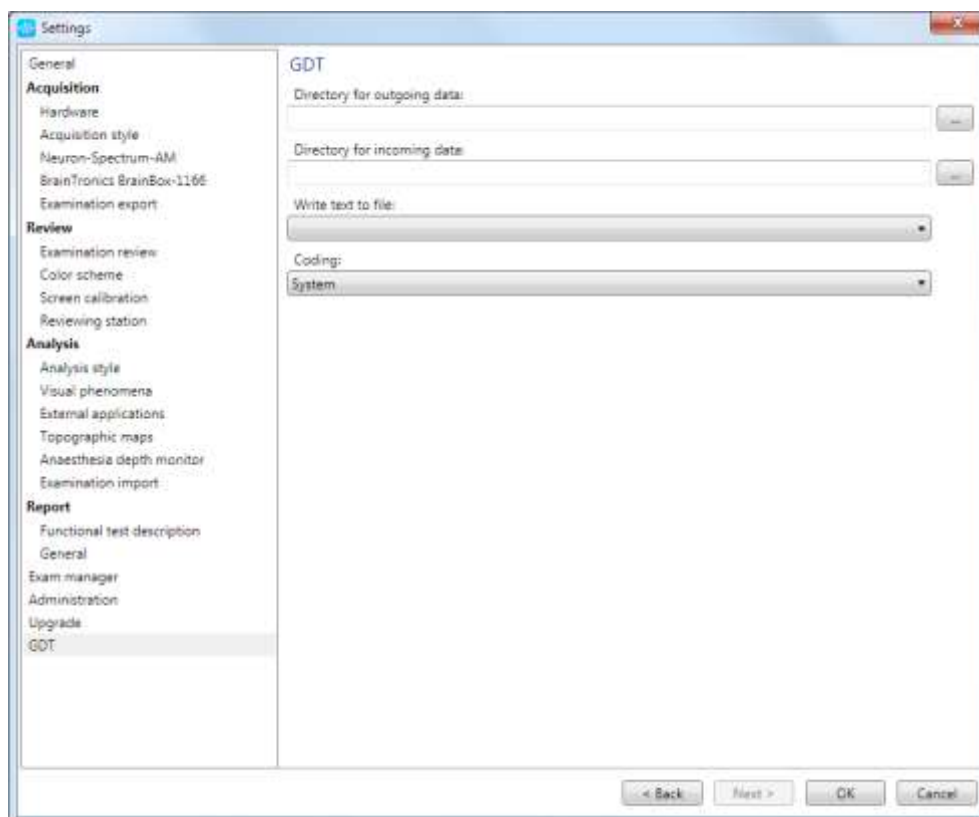 Settings
General
Acquisition
Hardware
Acquisition style
Neuron-Spectrum-AM
BrainTronics BrainBox-1166
Examination export
Review
Examination review
Color scheme
Screen calibration
Reviewing station
Analysis
Analysis style
Visual phenomena
External applications
Topographic maps
Anaesthesia depth monitor
Examination import
Report
Functional test description
General
Exam manager
Administration
Upgrade
GDT
GDT
Directory for outgoing data:
...
Directory for incoming data:
...
Write text to file:
Coding:
System
< Back
Next >
OK
Cancel